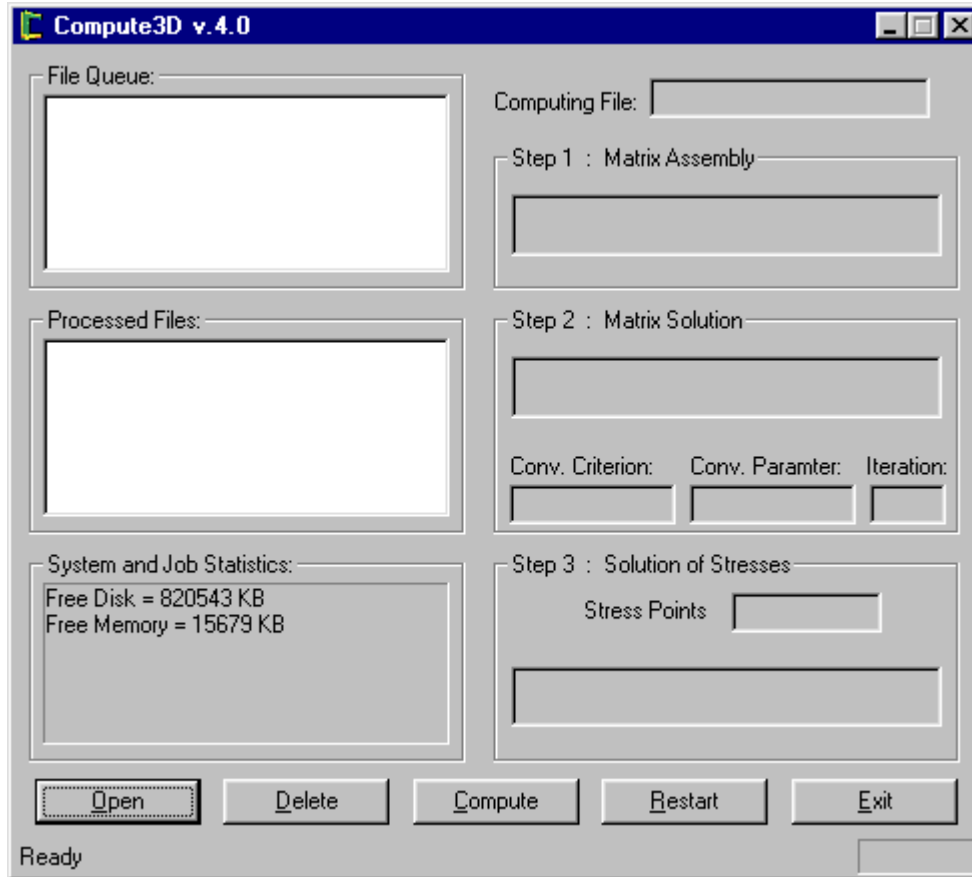 Compute3D v.4.0
File Queue:
Computing File:
Step 1 : Matrix Assembly
Processed Files:
Step 2 : Matrix Solution
Conv. Criterion:
Conv. Paramter:
Iteration:
System and Job Statistics:
Free Disk = 820543 KB
Free Memory = 15679 KB
Step 3 : Solution of Stresses
Stress Points
Open
Delete
Compute
Restart
Exit
Ready